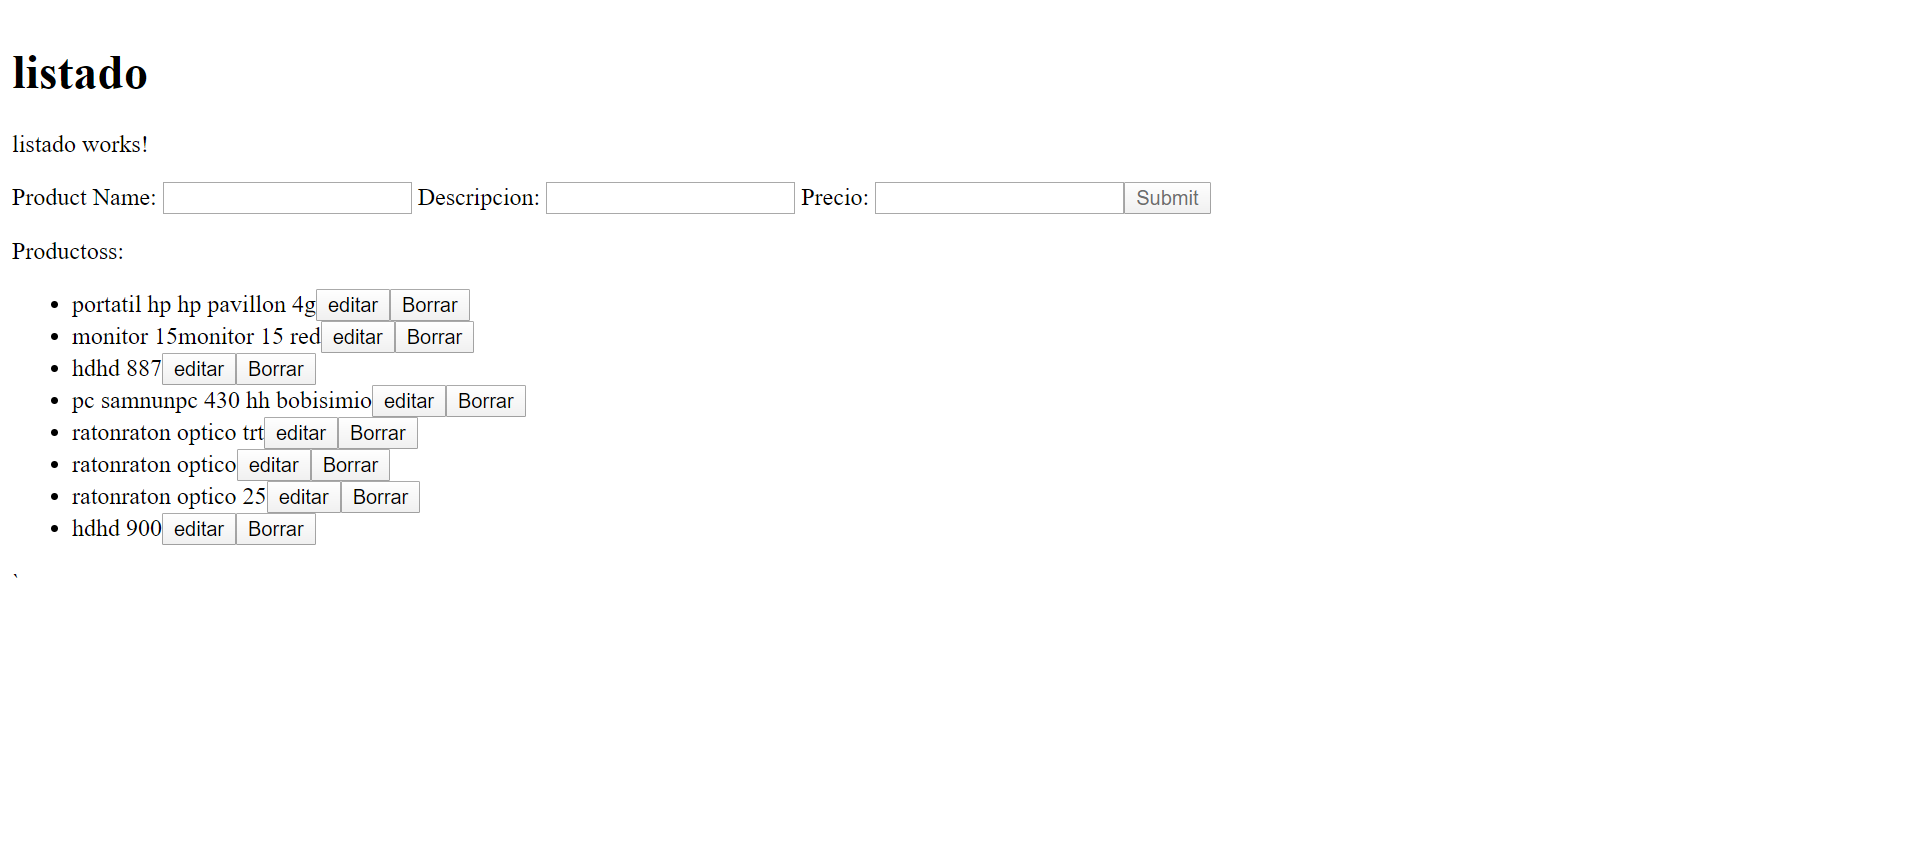 listado
listado works!
Product Name: Descripcion: Precio: Submit
Productoss:
• portatil hp hp pavillon 4g editar Borrar
• monitor 15monitor 15 red editar Borrar
• hdhd 887 editar Borrar
• pc samnunpc 430 hh bobisimio editar Borrar
• ratonraton optico trt editar Borrar
• ratonraton optico editar Borrar
• ratonraton optico 25 editar Borrar
• hdhd 900 editar Borrar
`